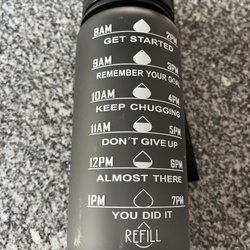 8AM 2PM
GET STARTED
9AM 3PM
REMEMBER YOUR GOAL
10AM 4PM
KEEP CHUGGING
11AM 5PM
DON'T GIVE UP
12PM 6PM
ALMOST THERE
1PM 7PM
YOU DID IT
REFILL